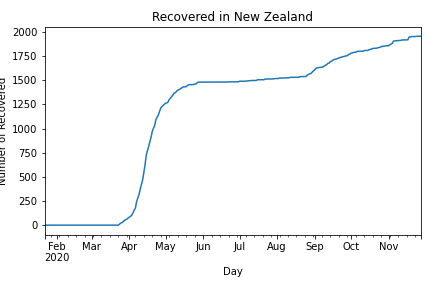 Recovered in New Zealand
Number of Recovered
2000
1750
1500
1250
1000
750
500
250
0
Feb Mar Apr May Jun Jul Aug Sep Oct Nov
2020
Day